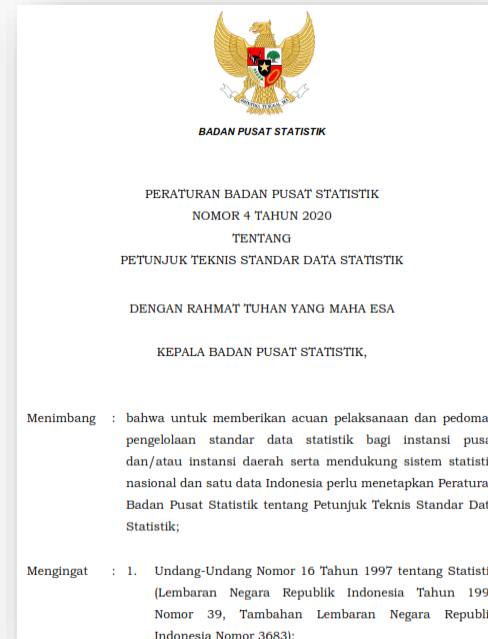 BADAN PUSAT STATISTIK
PERATURAN BADAN PUSAT STATISTIK
NOMOR 4 TAHUN 2020
TENTANG
PETUNJUK TEKNIS STANDAR DATA STATISTIK
DENGAN RAHMAT TUHAN YANG MAHA ESA
KEPALA BADAN PUSAT STATISTIK,
Menimbang : bahwa untuk memberikan acuan pelaksanaan dan pedoma
pengelolaan standar data statistik bagi instansi pusa
dan/atau instansi daerah serta mendukung sistem statisti
nasional dan satu data Indonesia perlu menetapkan Peratura
Badan Pusat Statistik tentang Petunjuk Teknis Standar Dat
Statistik;
Mengingat : 1. Undang-Undang Nomor 16 Tahun 1997 tentang Statisti
(Lembaran Negara Republik Indonesia Tahun 199
Nomor 39, Tambahan Lembaran Negara Republi
Indonesia Nomor 3683);